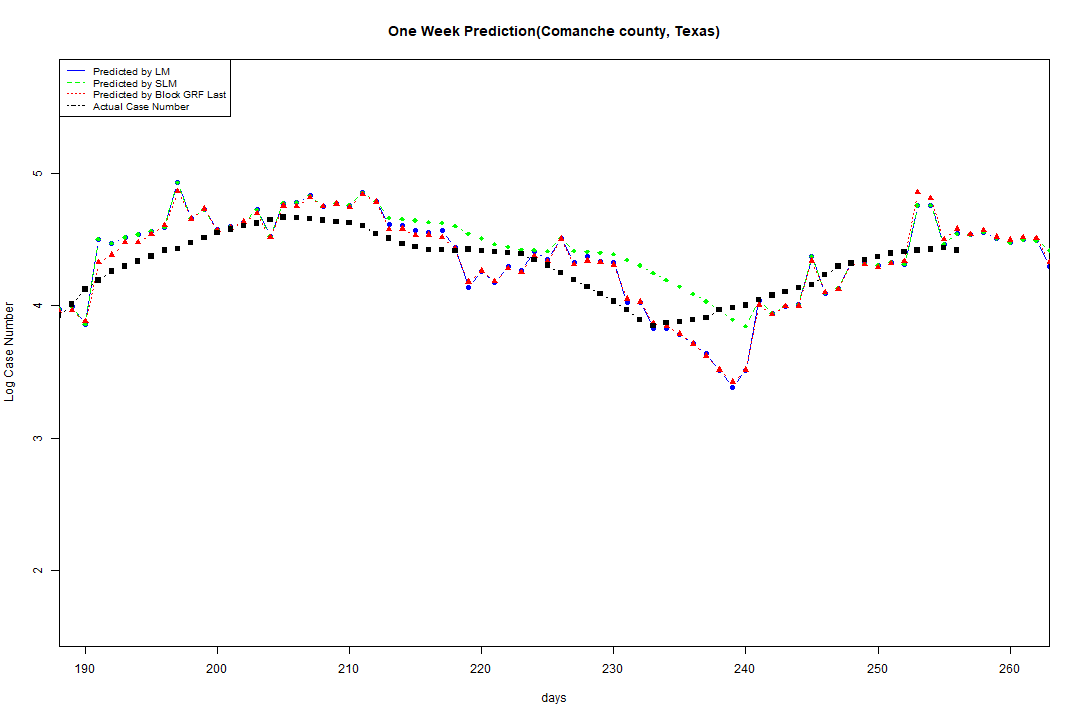 One Week Prediction(Comanche county, Texas)
Predicted by LM
Predicted by SLM
Predicted by Block GRF Last
Actual Case Number
5
4
3
2
Log Case Number
190 200 210 220 230 240 250 260
days